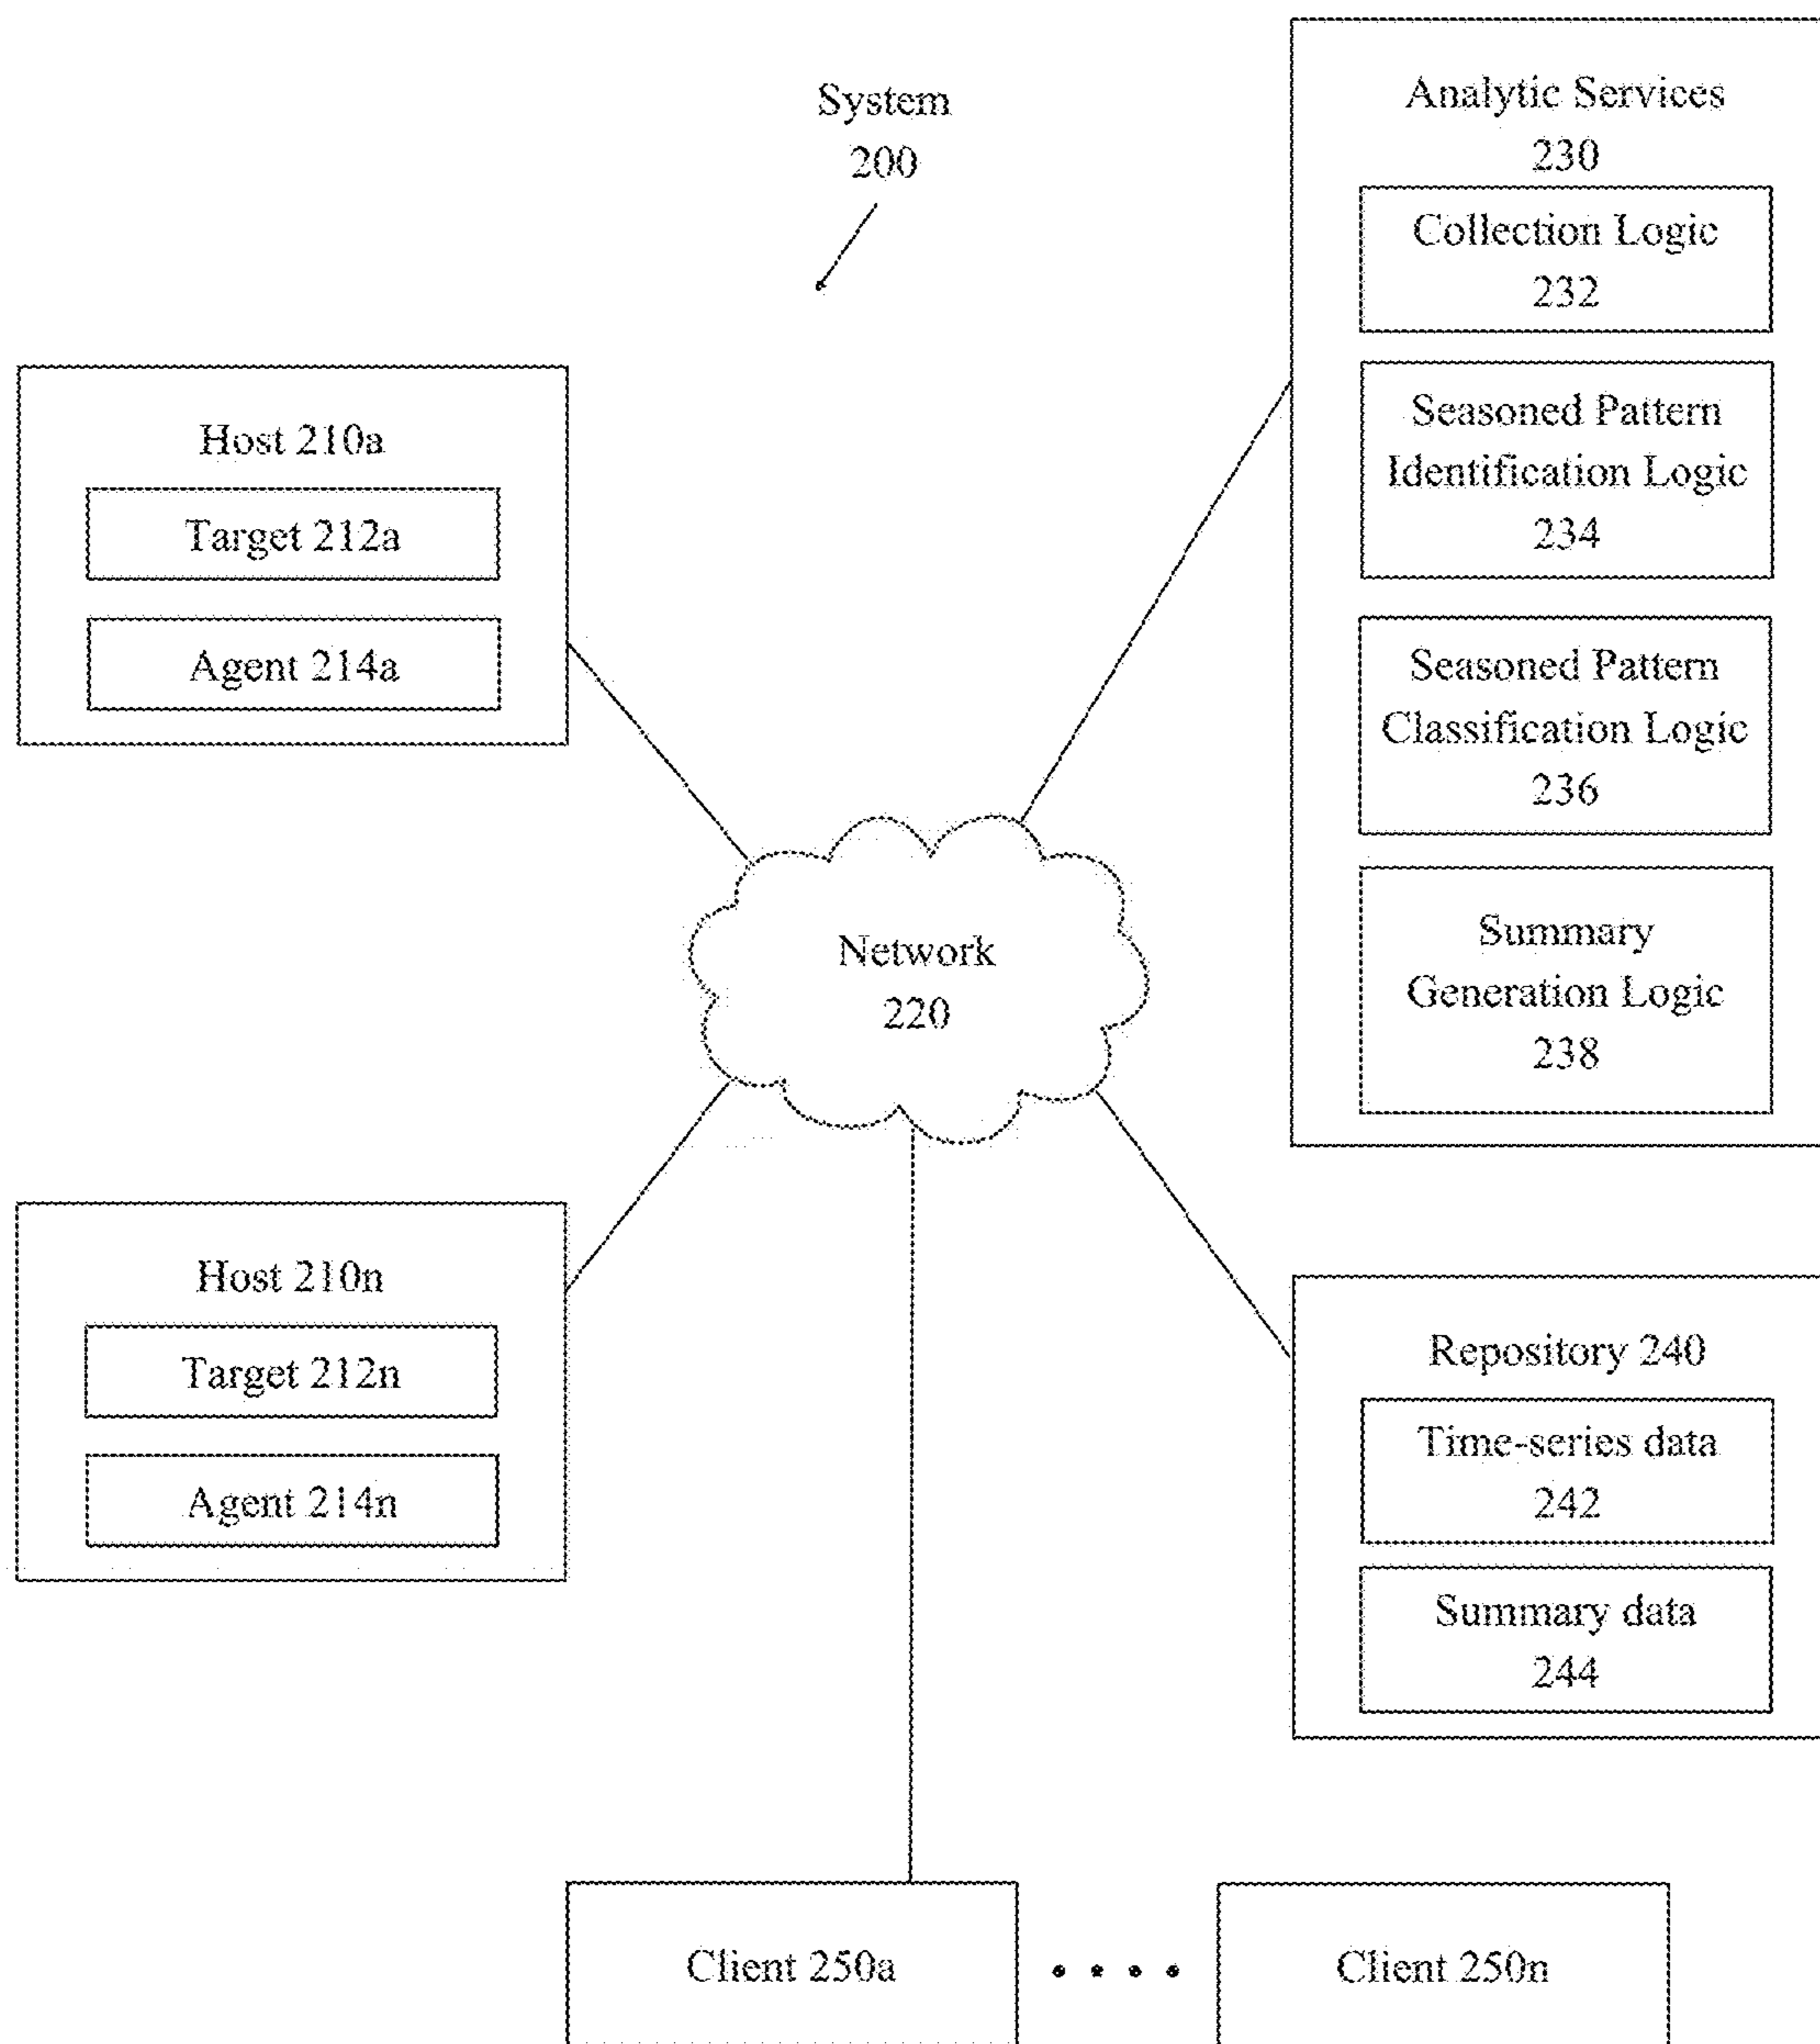 System
200
Analytic Services
230
Collection Logic
232
Seasoned Pattern
Identification Logic
234
Seasoned Pattern
Classification Logic
236
Summary
Generation Logic
238
Host 210a
Target 212a
Agent 214a
Network
220
Host 210n
Target 212n
Agent 214n
Repository 240
Time-series data
242
Summary data
244
Client 250a
Client 250n